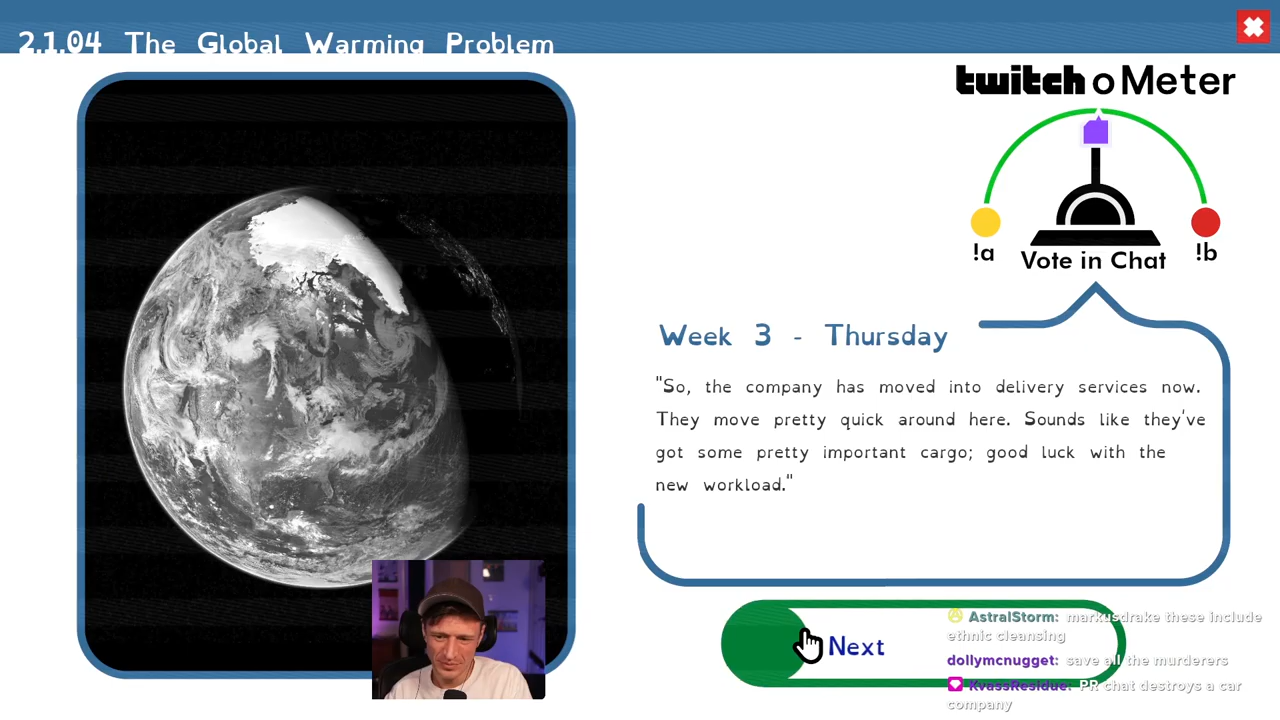 2.1.04 The Global Warming Problem
twitch o Meter
!a
Vote in Chat
!b
Week 3 - Thursday
"So, the company has moved into delivery services now.
They move pretty quick around here. Sounds like they've
got some pretty important cargo; good luck with the
new workload."
Next
AstralStorm: markusdrake these include
ethnic cleansing
dollymcnugget: save all the murderers
KvassResidue: PR chat destroys a car
company